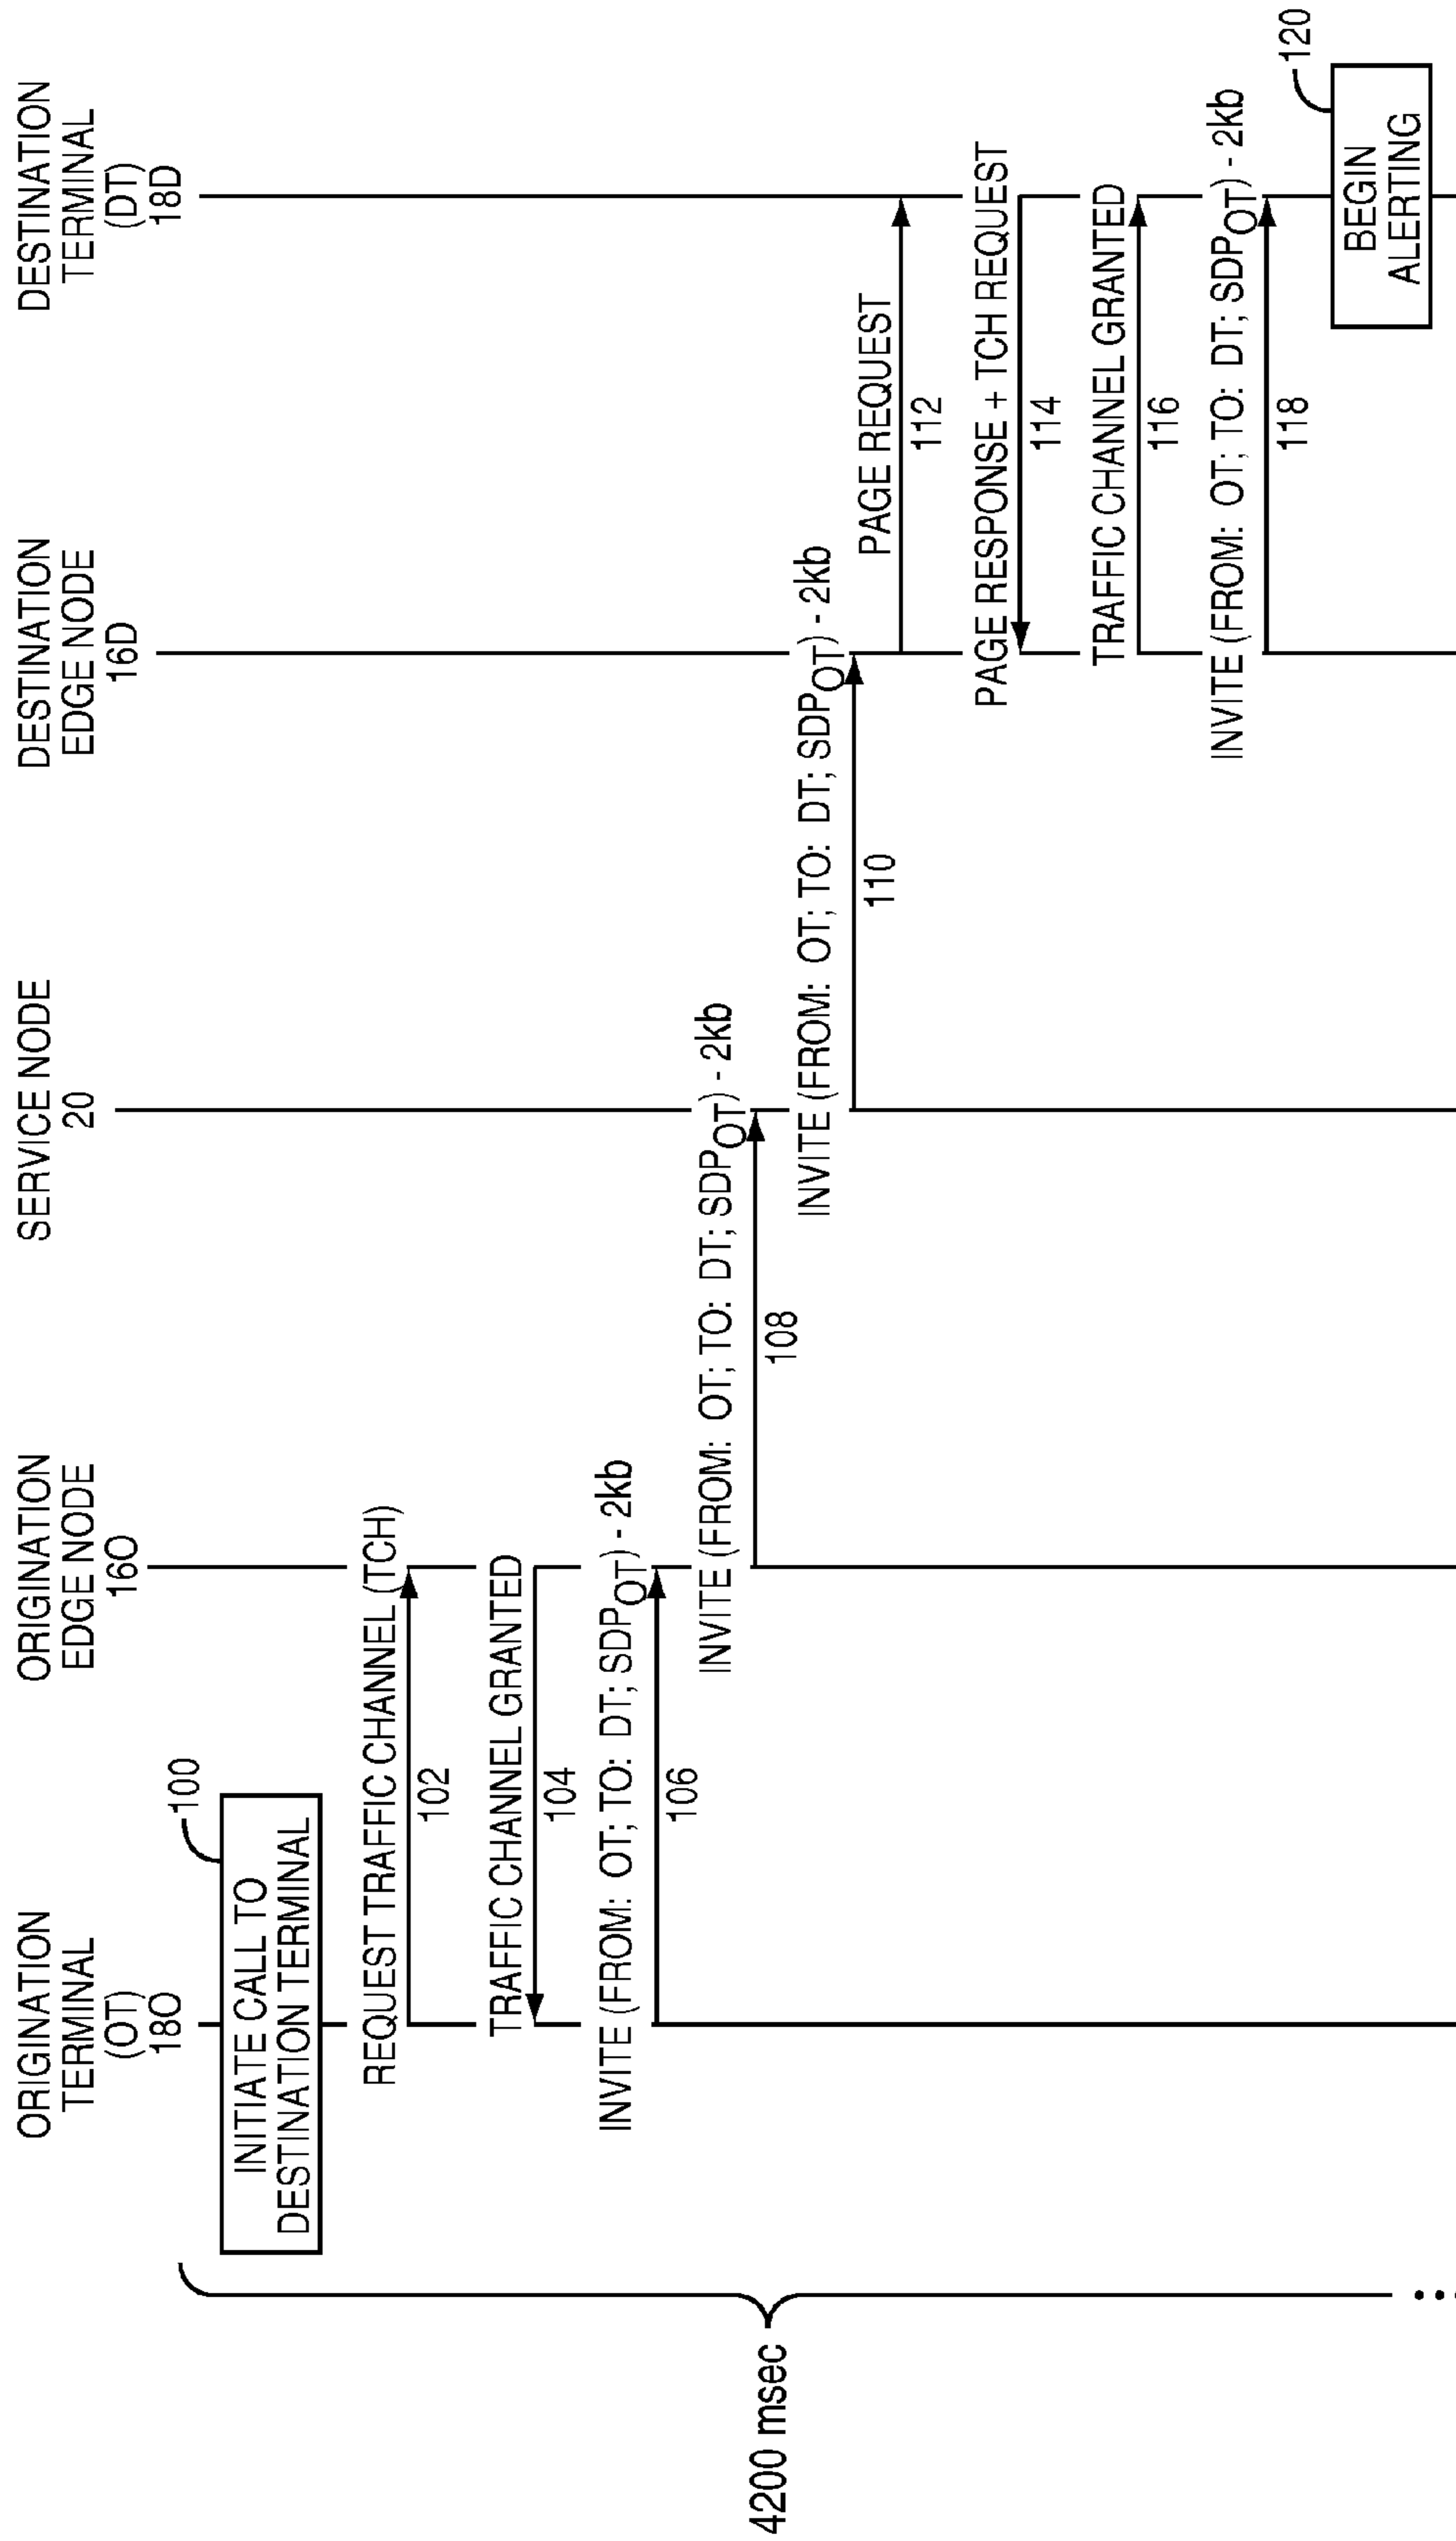 ORIGINATION
TERMINAL
(OT)
18O
ORIGINATION
EDGE NODE
16O
SERVICE NODE
20
DESTINATION
EDGE NODE
16D
DESTINATION
TERMINAL
(DT)
18D
100
INITIATE CALL TO
DESTINATION TERMINAL
REQUEST TRAFFIC CHANNEL (TCH)
102
TRAFFIC CHANNEL GRANTED
104
INVITE (FROM: OT; TO: DT; SDPOT) - 2kb
106
INVITE (FROM: OT; TO: DT; SDPOT) - 2kb
108
INVITE (FROM: OT; TO: DT; SDPOT) - 2kb
110
PAGE REQUEST
112
PAGE RESPONSE + TCH REQUEST
114
TRAFFIC CHANNEL GRANTED
116
INVITE (FROM: OT; TO: DT; SDPOT) - 2kb
118
120
BEGIN
ALERTING
4200 msec